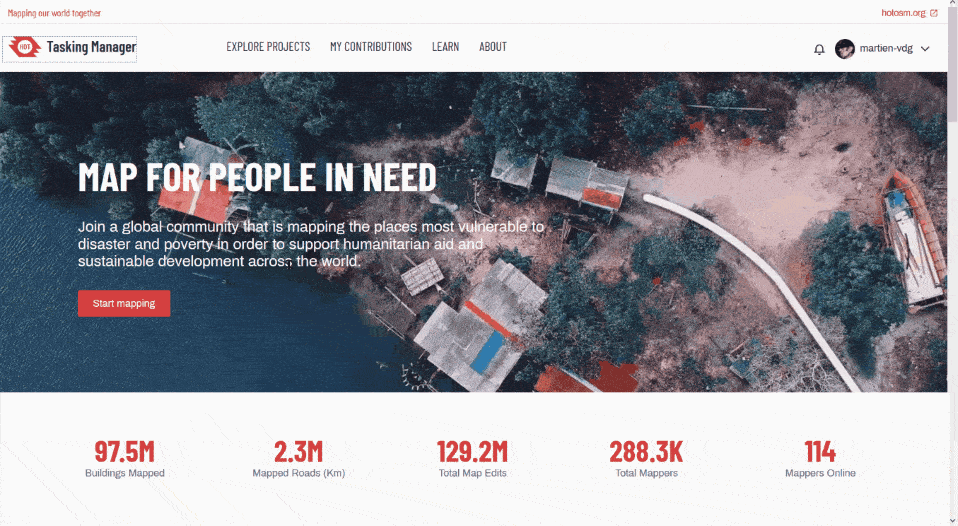 Mapping our world together
holosm.org
HOT
Tasking Manager
EXPLORE PROJECTS
MY CONTRIBUTIONS
LEARN
ABOUT
martien-vdg
MAP FOR PEOPLE IN NEED
Join a global community that is mapping the places most vulnerable to
disaster and poverty in order to support humanitarian aid and
sustainable development across the world.
Start mapping
97.5M
Buildings Mapped
2.3M
Mapped Roads (Km)
129.2M
Total Map Edits
288.3K
Total Mappers
114
Mappers Online